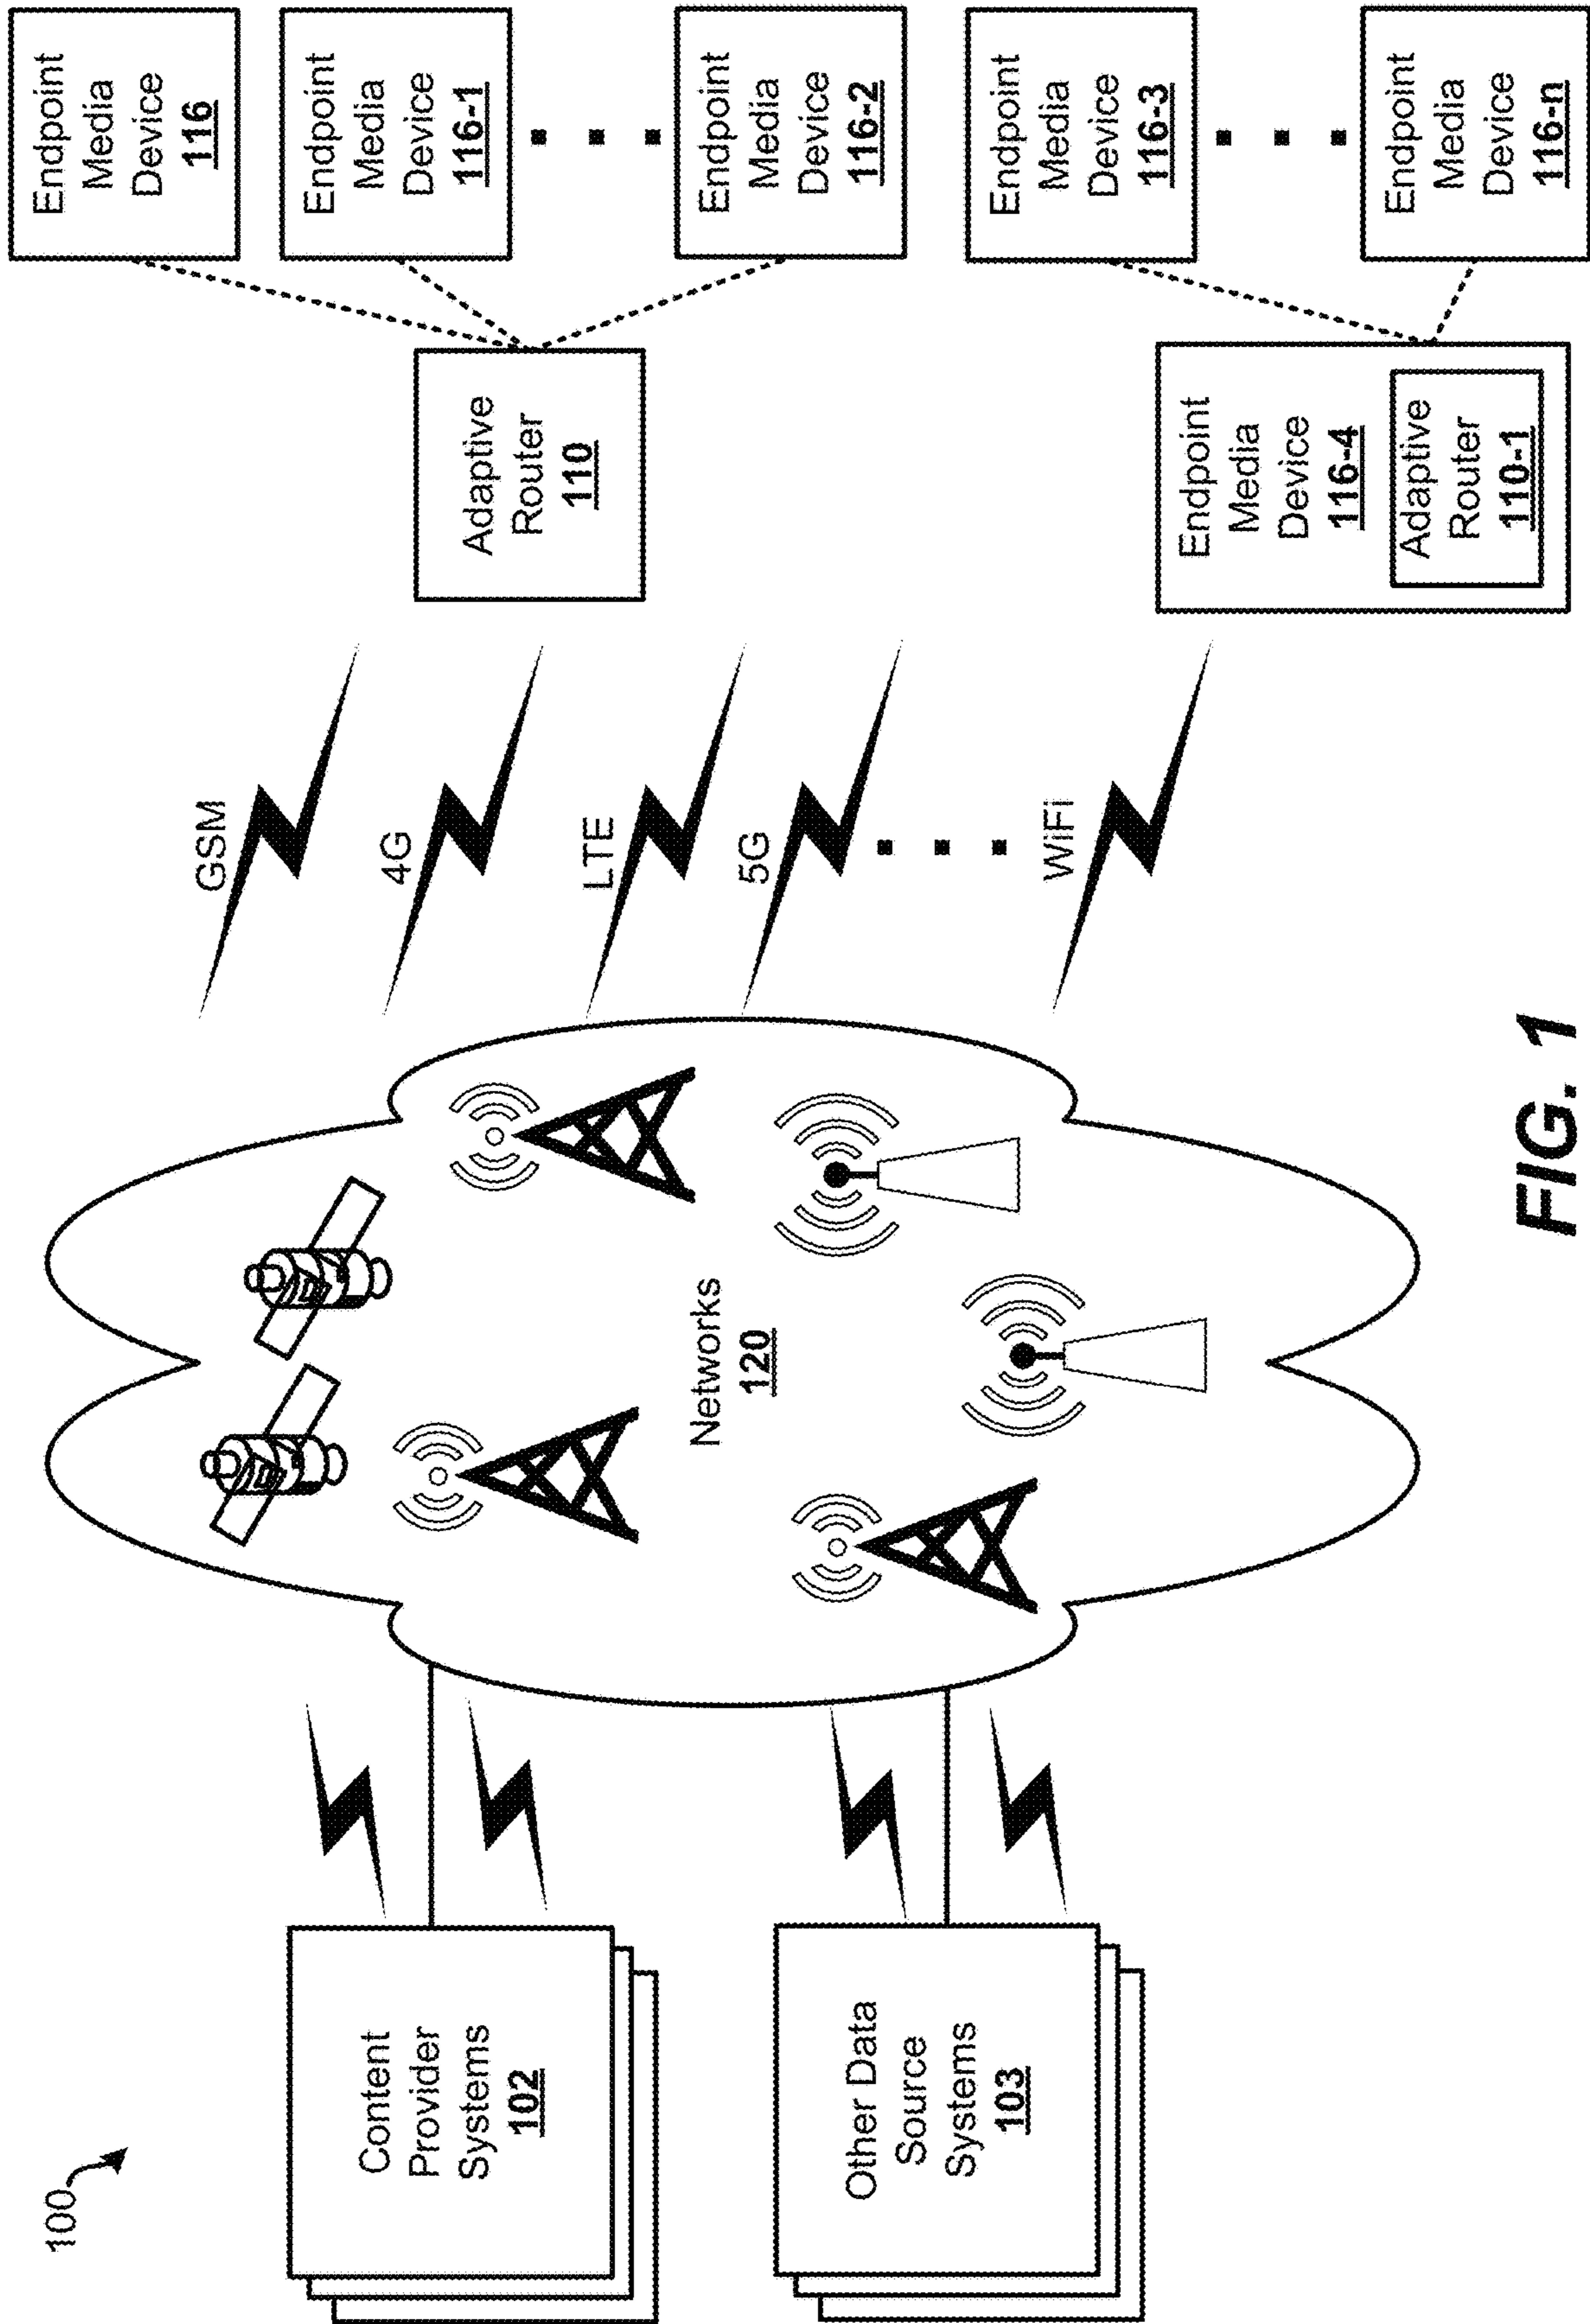 100
Content
Provider
Systems
102
Other Data
Source
Systems
103
Networks
120
GSM
4G
LTE
5G
WiFi
Adaptive
Router
110
Endpoint
Media
Device
116-4
Adaptive
Router
110-1
Endpoint
Media
Device
116
Endpoint
Media
Device
116-1
Endpoint
Media
Device
116-2
Endpoint
Media
Device
116-3
Endpoint
Media
Device
116-n
FIG. 1